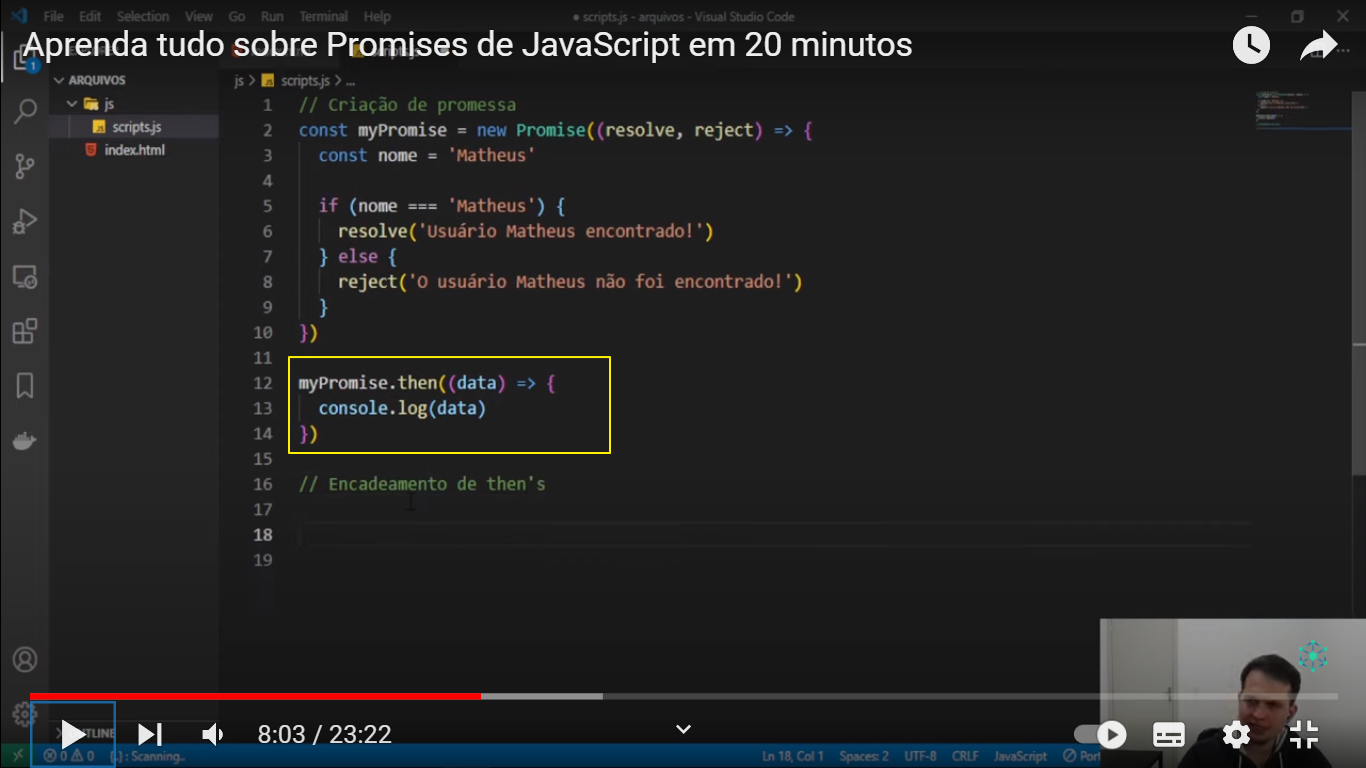 File Edit Selection View Go Run Terminal Help
● scripts.js - arquivos - Visual Studio Code
Aprenda tudo sobre Promises de JavaScript em 20 minutos
1
ARQUIVOS
js
scripts.js
index.html
js > scripts.js > ...
1 // Criação de promessa
2 const myPromise = new Promise((resolve, reject) => {
3 const nome = 'Matheus'
4
5 if (nome === 'Matheus') {
6 resolve('Usuário Matheus encontrado!')
7 } else {
8 reject('O usuário Matheus não foi encontrado!')
9 }
10 })
11
12 myPromise.then((data) => {
13 console.log(data)
14 })
15
16 // Encadeamento de then's
17
18
19
8:03 / 23:22
0 0 {..} : Scanning..
Ln 18, Col 1 Spaces: 2 UTF-8 CRLF JavaScript